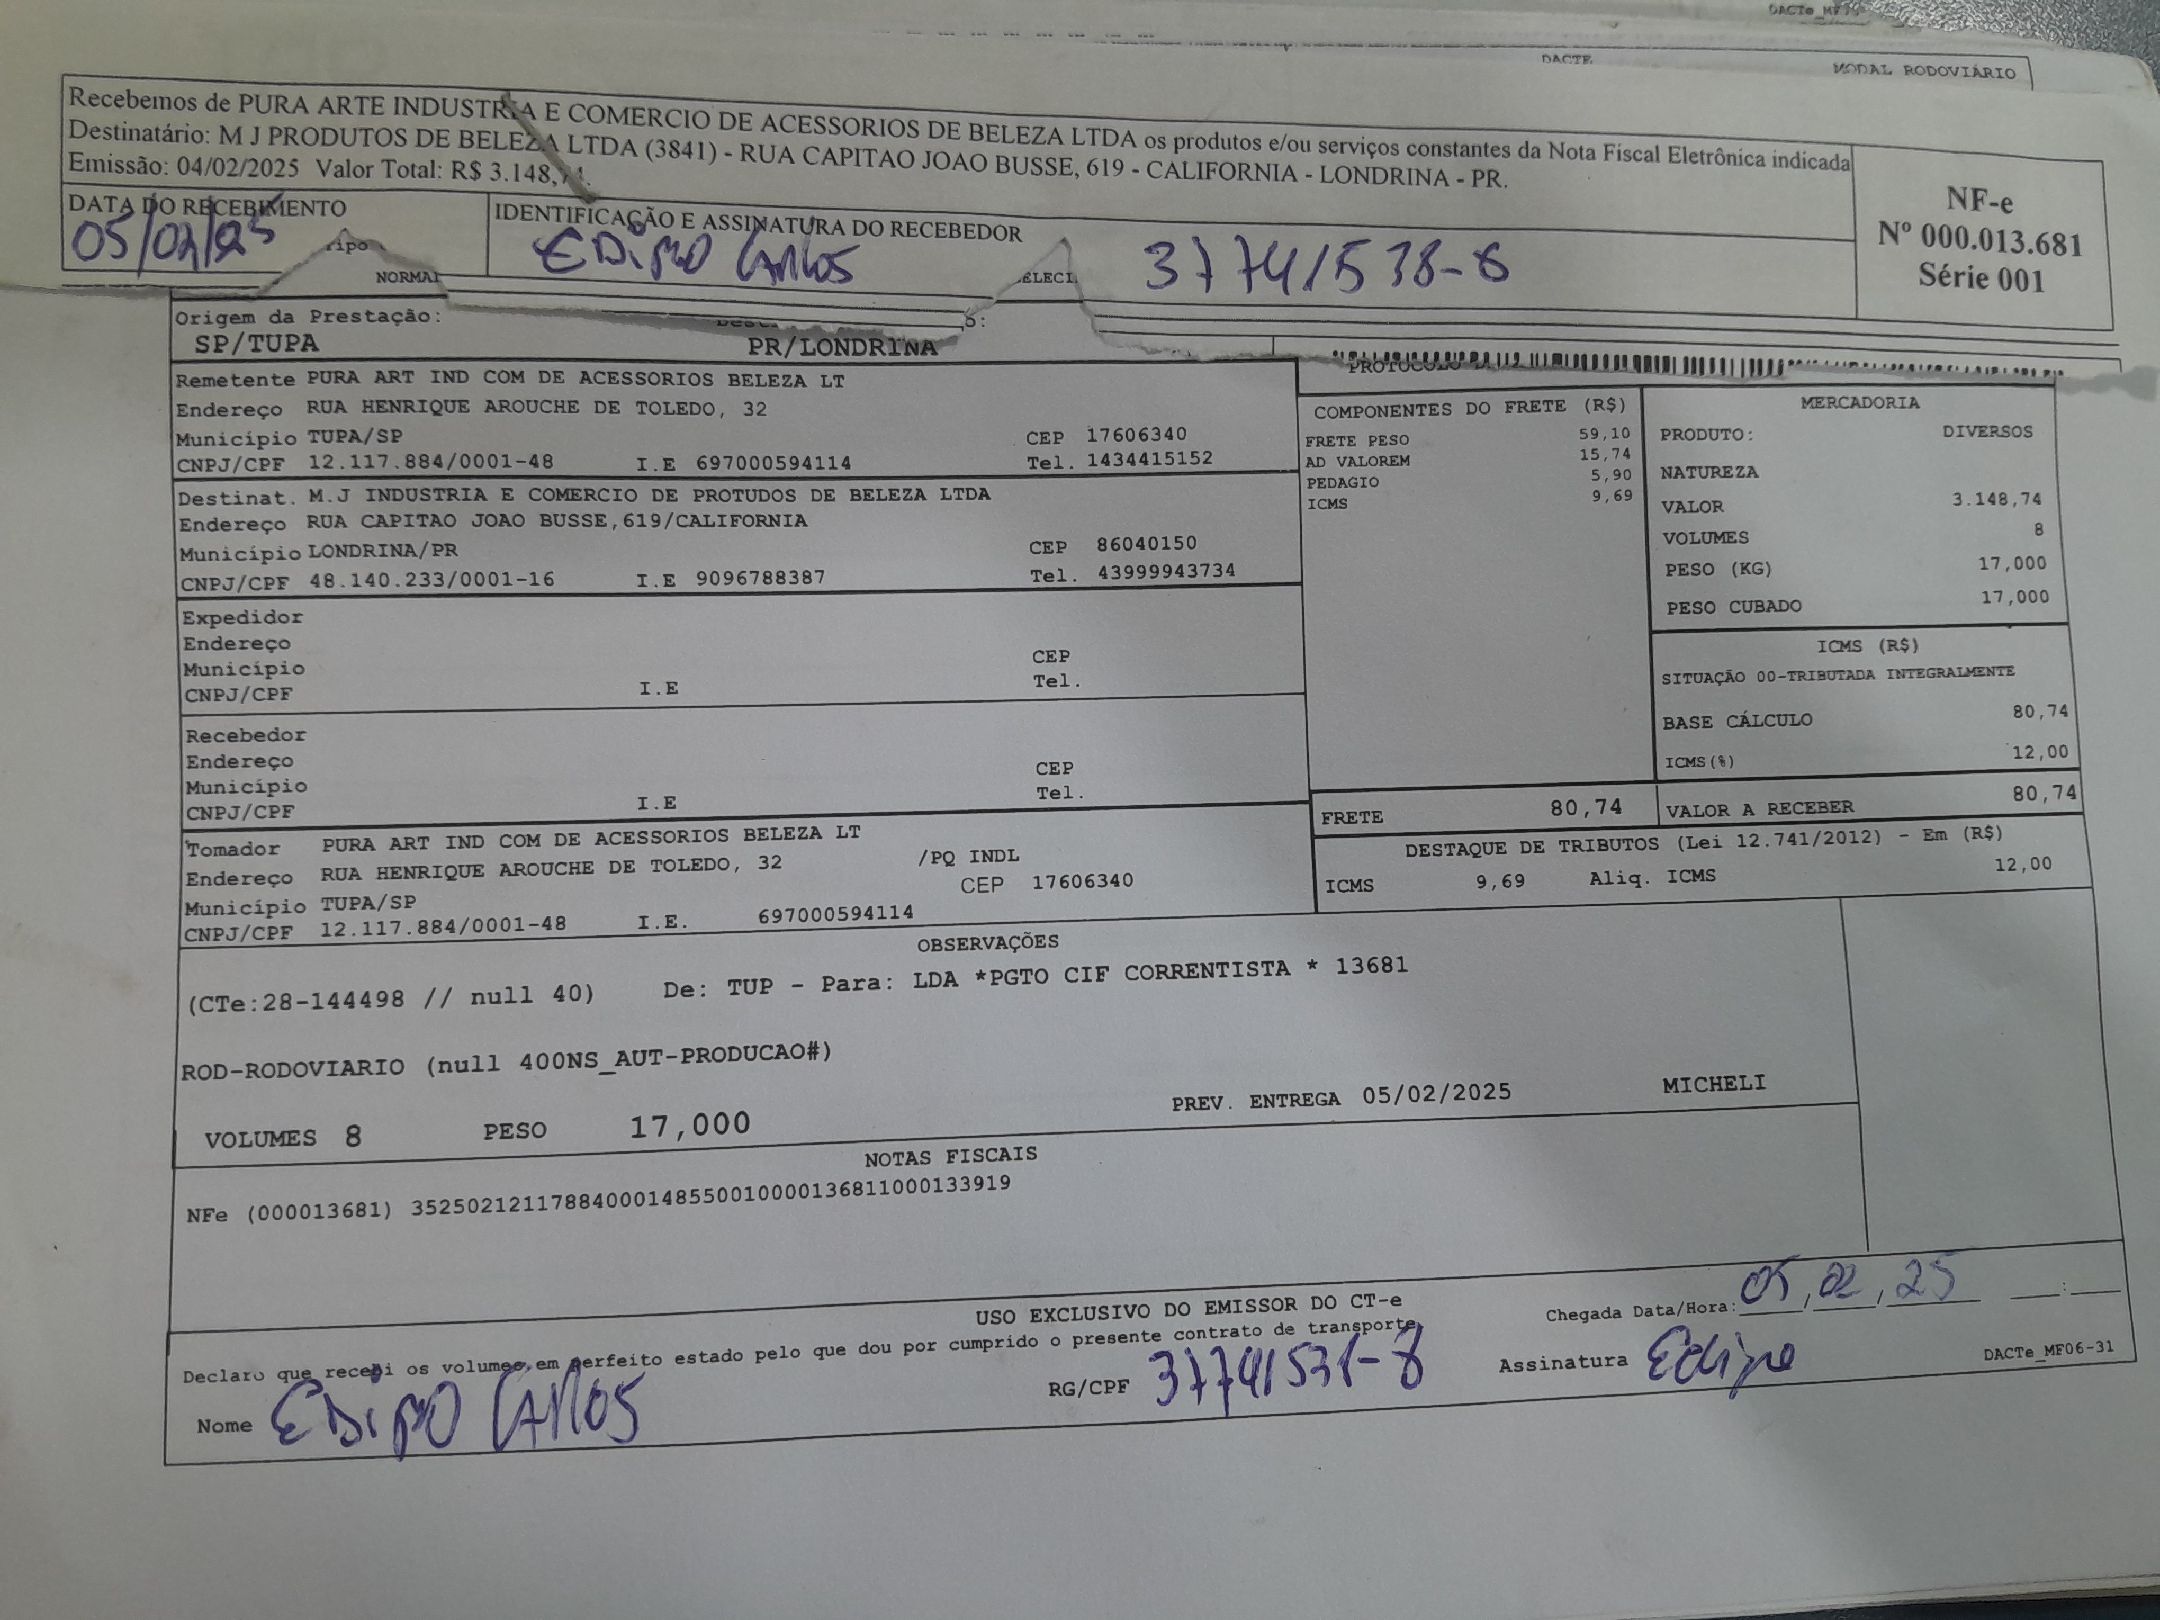 DACTe_MF
DACTE MODAL RODOVIÁRIO
Recebemos de PURA ARTE INDUSTRIA E COMERCIO DE ACESSORIOS DE BELEZA LTDA os produtos e/ou serviços constantes da Nota Fiscal Eletrônica indicada
Destinatário: M J PRODUTOS DE BELEZA LTDA (3841) - RUA CAPITAO JOAO BUSSE, 619 - CALIFORNIA - LONDRINA - PR.
Emissão: 04/02/2025 Valor Total: R$ 3.148,
NF-e
Nº 000.013.681
Série 001
DATA DO RECEBIMENTO IDENTIFICAÇÃO E ASSINATURA DO RECEBEDOR
05/02/25 EDIPO CARLOS 37741538-8
NORMAL
Origem da Prestação:
SP/TUPA PR/LONDRINA
Remetente PURA ART IND COM DE ACESSORIOS BELEZA LT
Endereço RUA HENRIQUE AROUCHE DE TOLEDO, 32
Município TUPA/SP CEP 17606340
CNPJ/CPF 12.117.884/0001-48 I.E 697000594114 Tel. 1434415152
Destinat. M.J INDUSTRIA E COMERCIO DE PROTUDOS DE BELEZA LTDA
Endereço RUA CAPITAO JOAO BUSSE,619/CALIFORNIA
Município LONDRINA/PR CEP 86040150
CNPJ/CPF 48.140.233/0001-16 I.E 9096788387 Tel. 43999943734
Expedidor
Endereço
Município CEP
CNPJ/CPF I.E Tel.
Recebedor
Endereço
Município CEP
CNPJ/CPF I.E Tel.
Tomador PURA ART IND COM DE ACESSORIOS BELEZA LT
Endereço RUA HENRIQUE AROUCHE DE TOLEDO, 32 /PQ INDL
Município TUPA/SP CEP 17606340
CNPJ/CPF 12.117.884/0001-48 I.E. 697000594114
PROTOCOLO
COMPONENTES DO FRETE (R$)
FRETE PESO 59,10
AD VALOREM 15,74
PEDAGIO 5,90
ICMS 9,69
MERCADORIA
PRODUTO: DIVERSOS
NATUREZA
VALOR 3.148,74
VOLUMES 8
PESO (KG) 17,000
PESO CUBADO 17,000
ICMS (R$)
SITUAÇÃO 00-TRIBUTADA INTEGRALMENTE
BASE CÁLCULO 80,74
ICMS(%) 12,00
FRETE 80,74 VALOR A RECEBER 80,74
DESTAQUE DE TRIBUTOS (Lei 12.741/2012) - Em (R$)
ICMS 9,69 Aliq. ICMS 12,00
OBSERVAÇÕES
(CTe:28-144498 // null 40) De: TUP - Para: LDA *PGTO CIF CORRENTISTA * 13681
ROD-RODOVIARIO (null 400NS_AUT-PRODUCAO#)
VOLUMES 8 PESO 17,000 PREV. ENTREGA 05/02/2025 MICHELI
NOTAS FISCAIS
NFe (000013681) 35250212117884000148550010000136811000133919
USO EXCLUSIVO DO EMISSOR DO CT-e
Declaro que recebi os volumes em perfeito estado pelo que dou por cumprido o presente contrato de transporte
Chegada Data/Hora: 05/02/25 __:__
Nome EDIPO CARLOS RG/CPF 37741538-8 Assinatura Edipo
DACTe_MF06-31